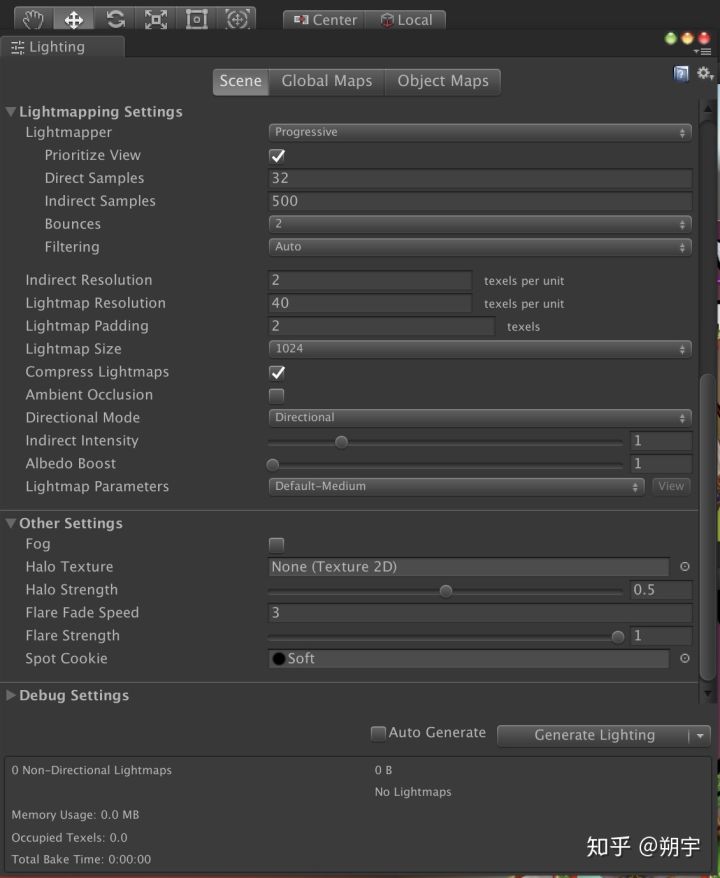 Center Local
Lighting
Scene Global Maps Object Maps
Lightmapping Settings
Lightmapper Progressive
Prioritize View
Direct Samples 32
Indirect Samples 500
Bounces 2
Filtering Auto
Indirect Resolution 2 texels per unit
Lightmap Resolution 40 texels per unit
Lightmap Padding 2 texels
Lightmap Size 1024
Compress Lightmaps
Ambient Occlusion
Directional Mode Directional
Indirect Intensity 1
Albedo Boost 1
Lightmap Parameters Default-Medium View
Other Settings
Fog
Halo Texture None (Texture 2D)
Halo Strength 0.5
Flare Fade Speed 3
Flare Strength 1
Spot Cookie Soft
Debug Settings
Auto Generate Generate Lighting
0 Non-Directional Lightmaps 0 B
No Lightmaps
Memory Usage: 0.0 MB
Occupied Texels: 0.0
Total Bake Time: 0:00:00
知乎 @朔宇